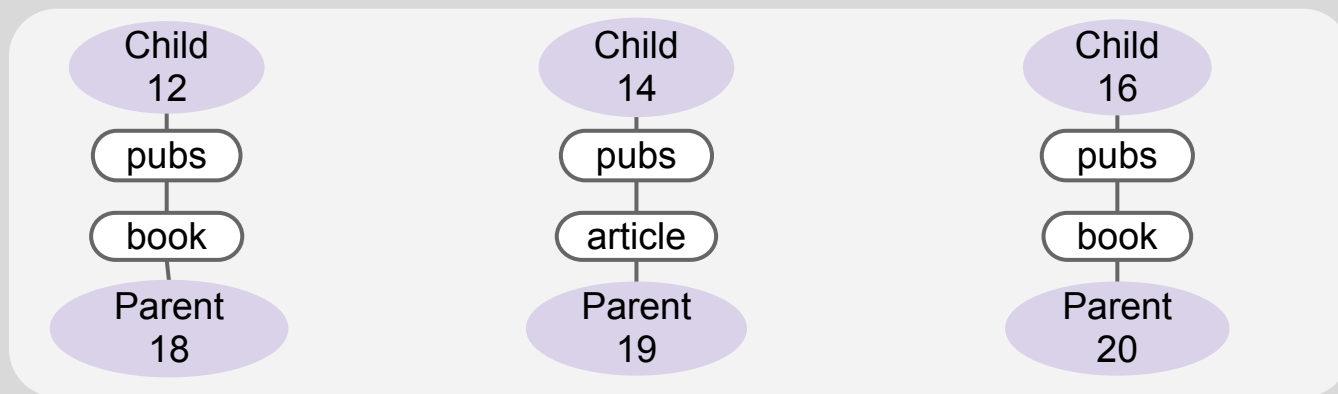 Child
12
pubs
book
Parent
18
Child
14
pubs
article
Parent
19
Child
16
pubs
book
Parent
20